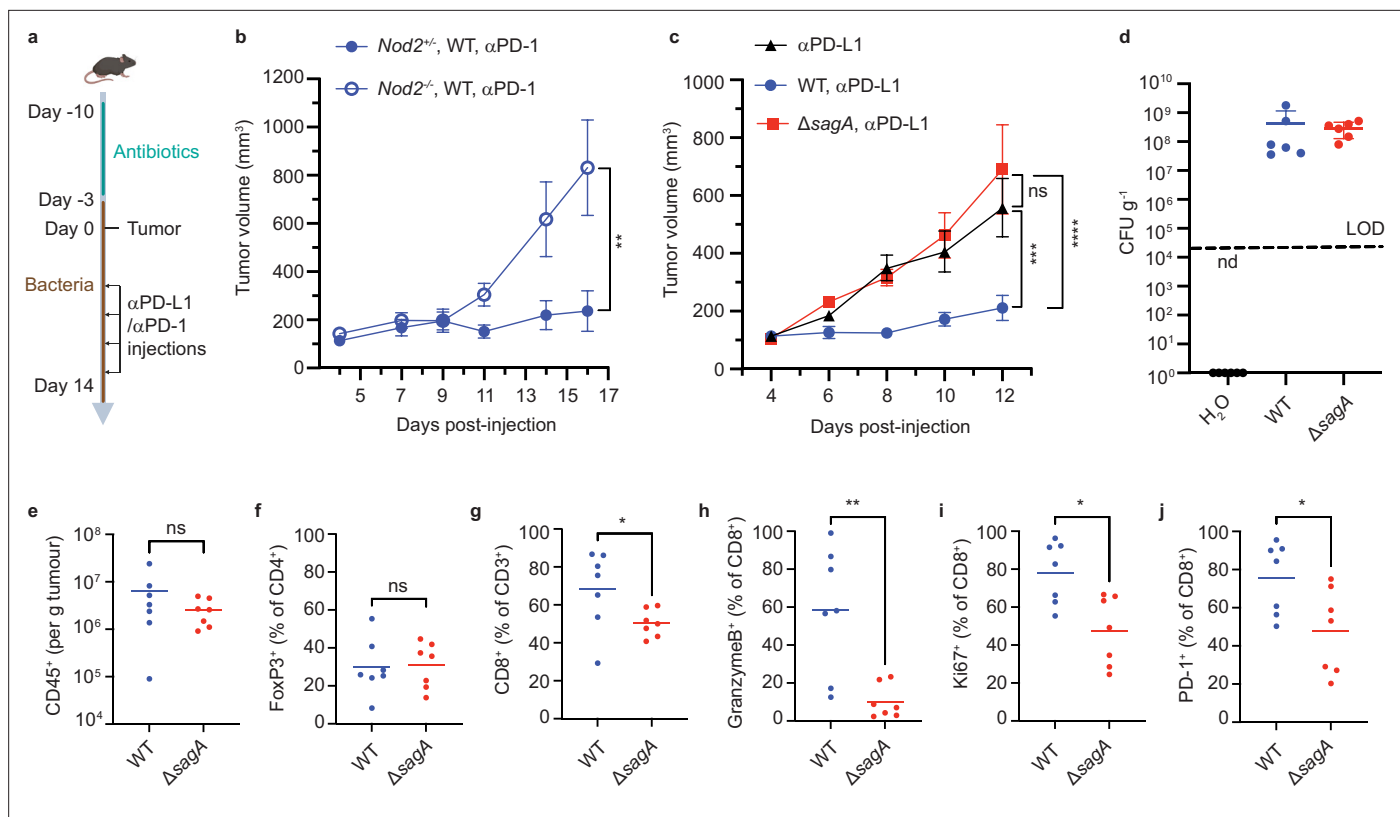 a
Day -10
Antibiotics
Day -3
Day 0
Tumor
Bacteria
αPD-L1
/αPD-1
injections
Day 14
b
Nod2+/-, WT, αPD-1
Nod2-/-, WT, αPD-1
Tumor volume (mm³)
1200
1000
800
600
400
200
0
5 7 9 11 13 15 17
Days post-injection
**
c
αPD-L1
WT, αPD-L1
ΔsagA, αPD-L1
Tumor volume (mm³)
1000
800
600
400
200
0
4 6 8 10 12
Days post-injection
ns
***
****
d
CFU g⁻¹
10¹⁰
10⁹
10⁸
10⁷
10⁶
10⁵
10⁴
10³
10²
10¹
10⁰
LOD
nd
H₂O
WT
ΔsagA
e
CD45⁺ (per g tumour)
10⁸
10⁷
10⁶
10⁵
10⁴
ns
WT
ΔsagA
f
FoxP3⁺ (% of CD4⁺)
100
80
60
40
20
0
ns
WT
ΔsagA
g
CD8⁺ (% of CD3⁺)
100
80
60
40
20
0
*
WT
ΔsagA
h
GranzymeB⁺ (% of CD8⁺)
100
80
60
40
20
0
**
WT
ΔsagA
i
Ki67⁺ (% of CD8⁺)
100
80
60
40
20
0
*
WT
ΔsagA
j
PD-1⁺ (% of CD8⁺)
100
80
60
40
20
0
*
WT
ΔsagA